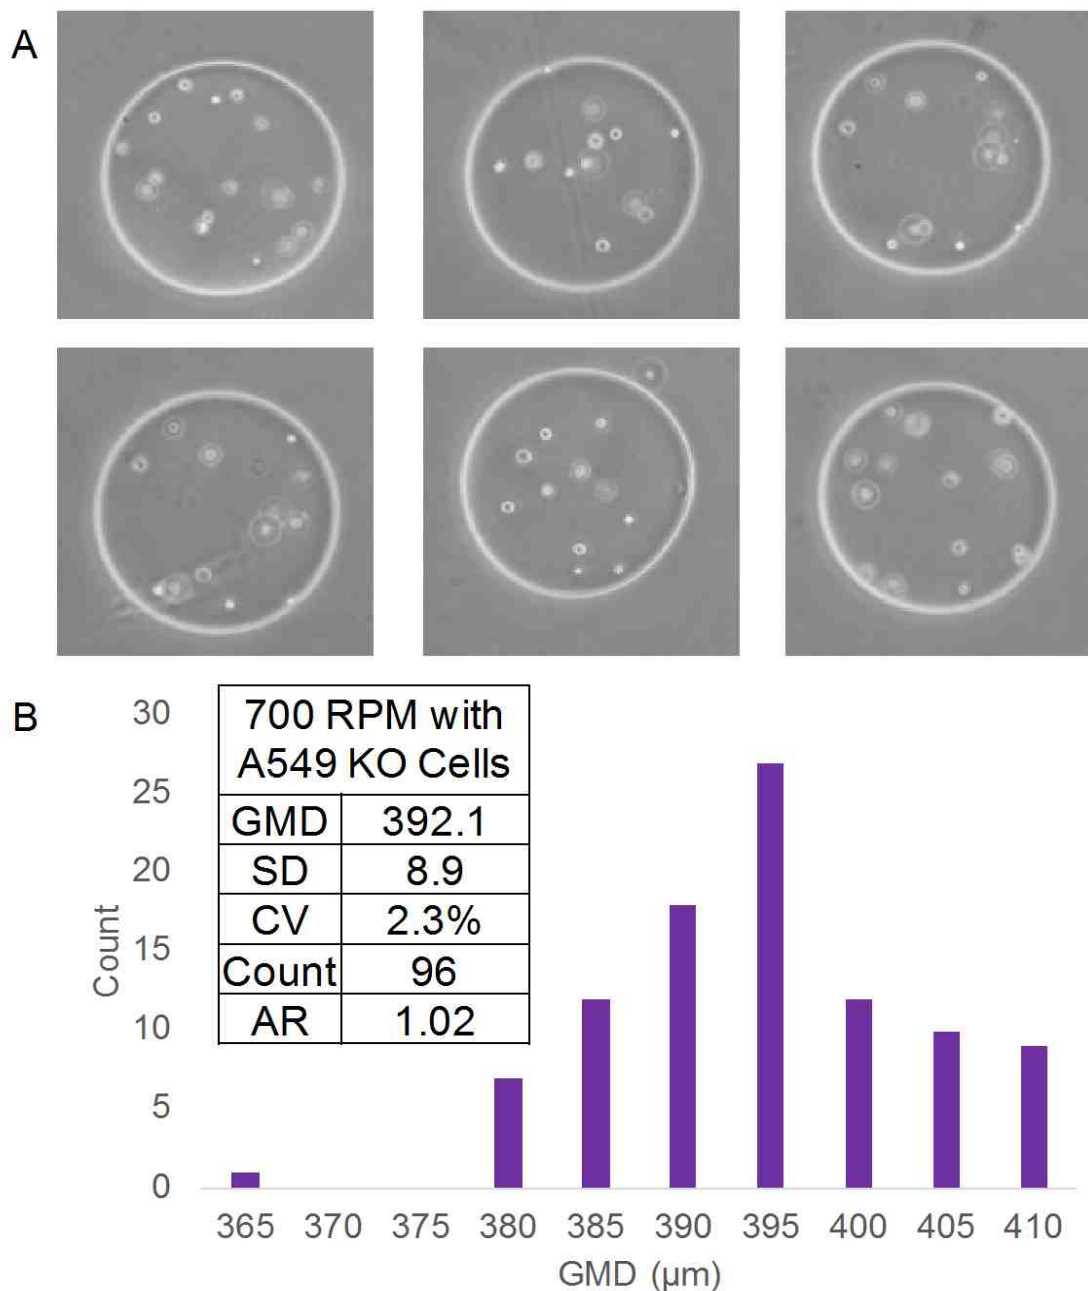 A
B
700 RPM with
A549 KO Cells
GMD 392.1
SD 8.9
CV 2.3%
Count 96
AR 1.02
Count
30
25
20
15
10
5
0
365 370 375 380 385 390 395 400 405 410
GMD (µm)